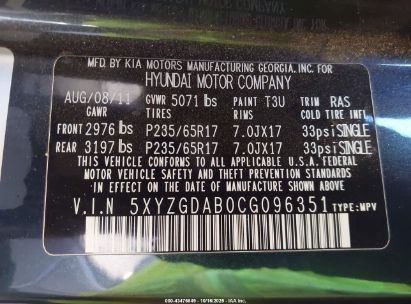 MFD. BY KIA MOTORS MANUFACTURING GEORGIA, INC. FOR
HYUNDAI MOTOR COMPANY
AUG/08/11 GVWR 5071 lbs PAINT T3U TRIM RAS
GAWR TIRES RIMS COLD TIRE INFL
FRONT 2976 lbs P235/65R17 7.0JX17 33psi SINGLE
REAR 3197 lbs P235/65R17 7.0JX17 33psi SINGLE
THIS VEHICLE CONFORMS TO ALL APPLICABLE U.S.A. FEDERAL MOTOR
VEHICLE SAFETY AND THEFT PREVENTION STANDARDS IN EFFECT ON
THE DATE OF MANUFACTURE SHOWN ABOVE.
V.I.N 5XYZGDAB0CG096351 TYPE: MPV